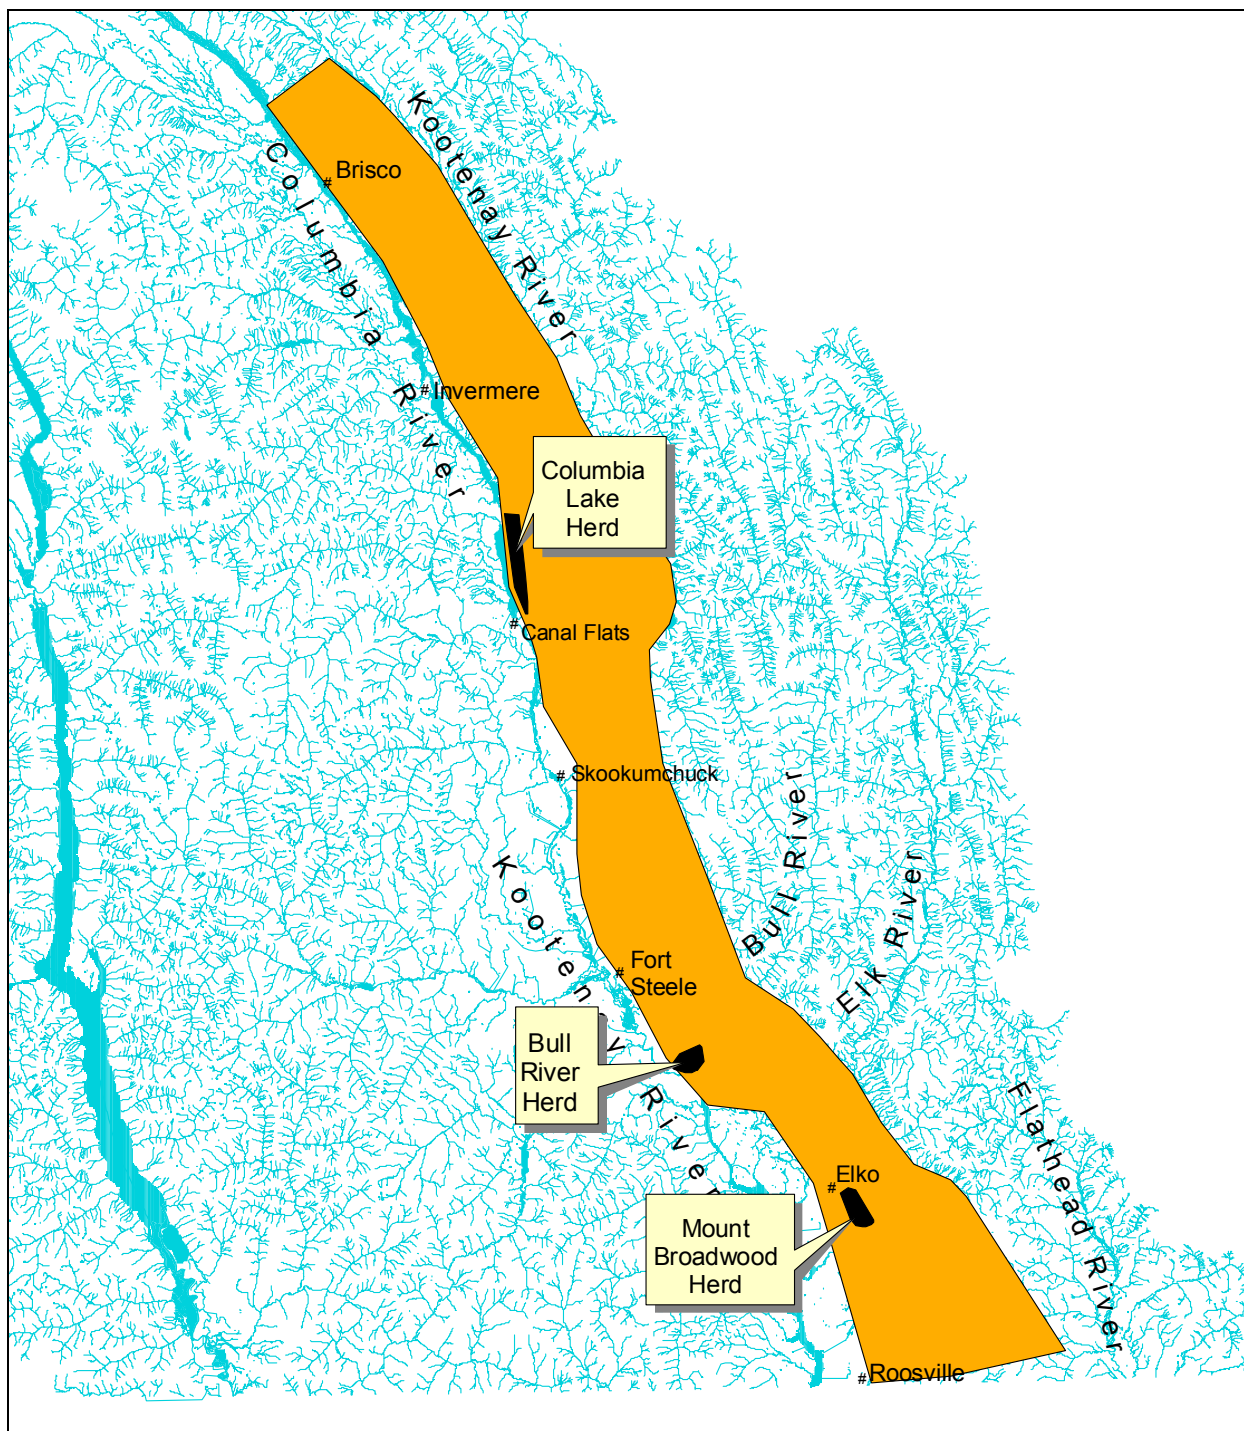 Kootenay River
Brisco
Columbia River
# Invermere
Columbia
Lake
Herd
# Canal Flats
# Skookumchuck
Bull River
Elk River
Kooten y River
# Fort
Steele
Bull
River
Herd
Flathead River
# Elko
Mount
Broadwood
Herd
# Roosville